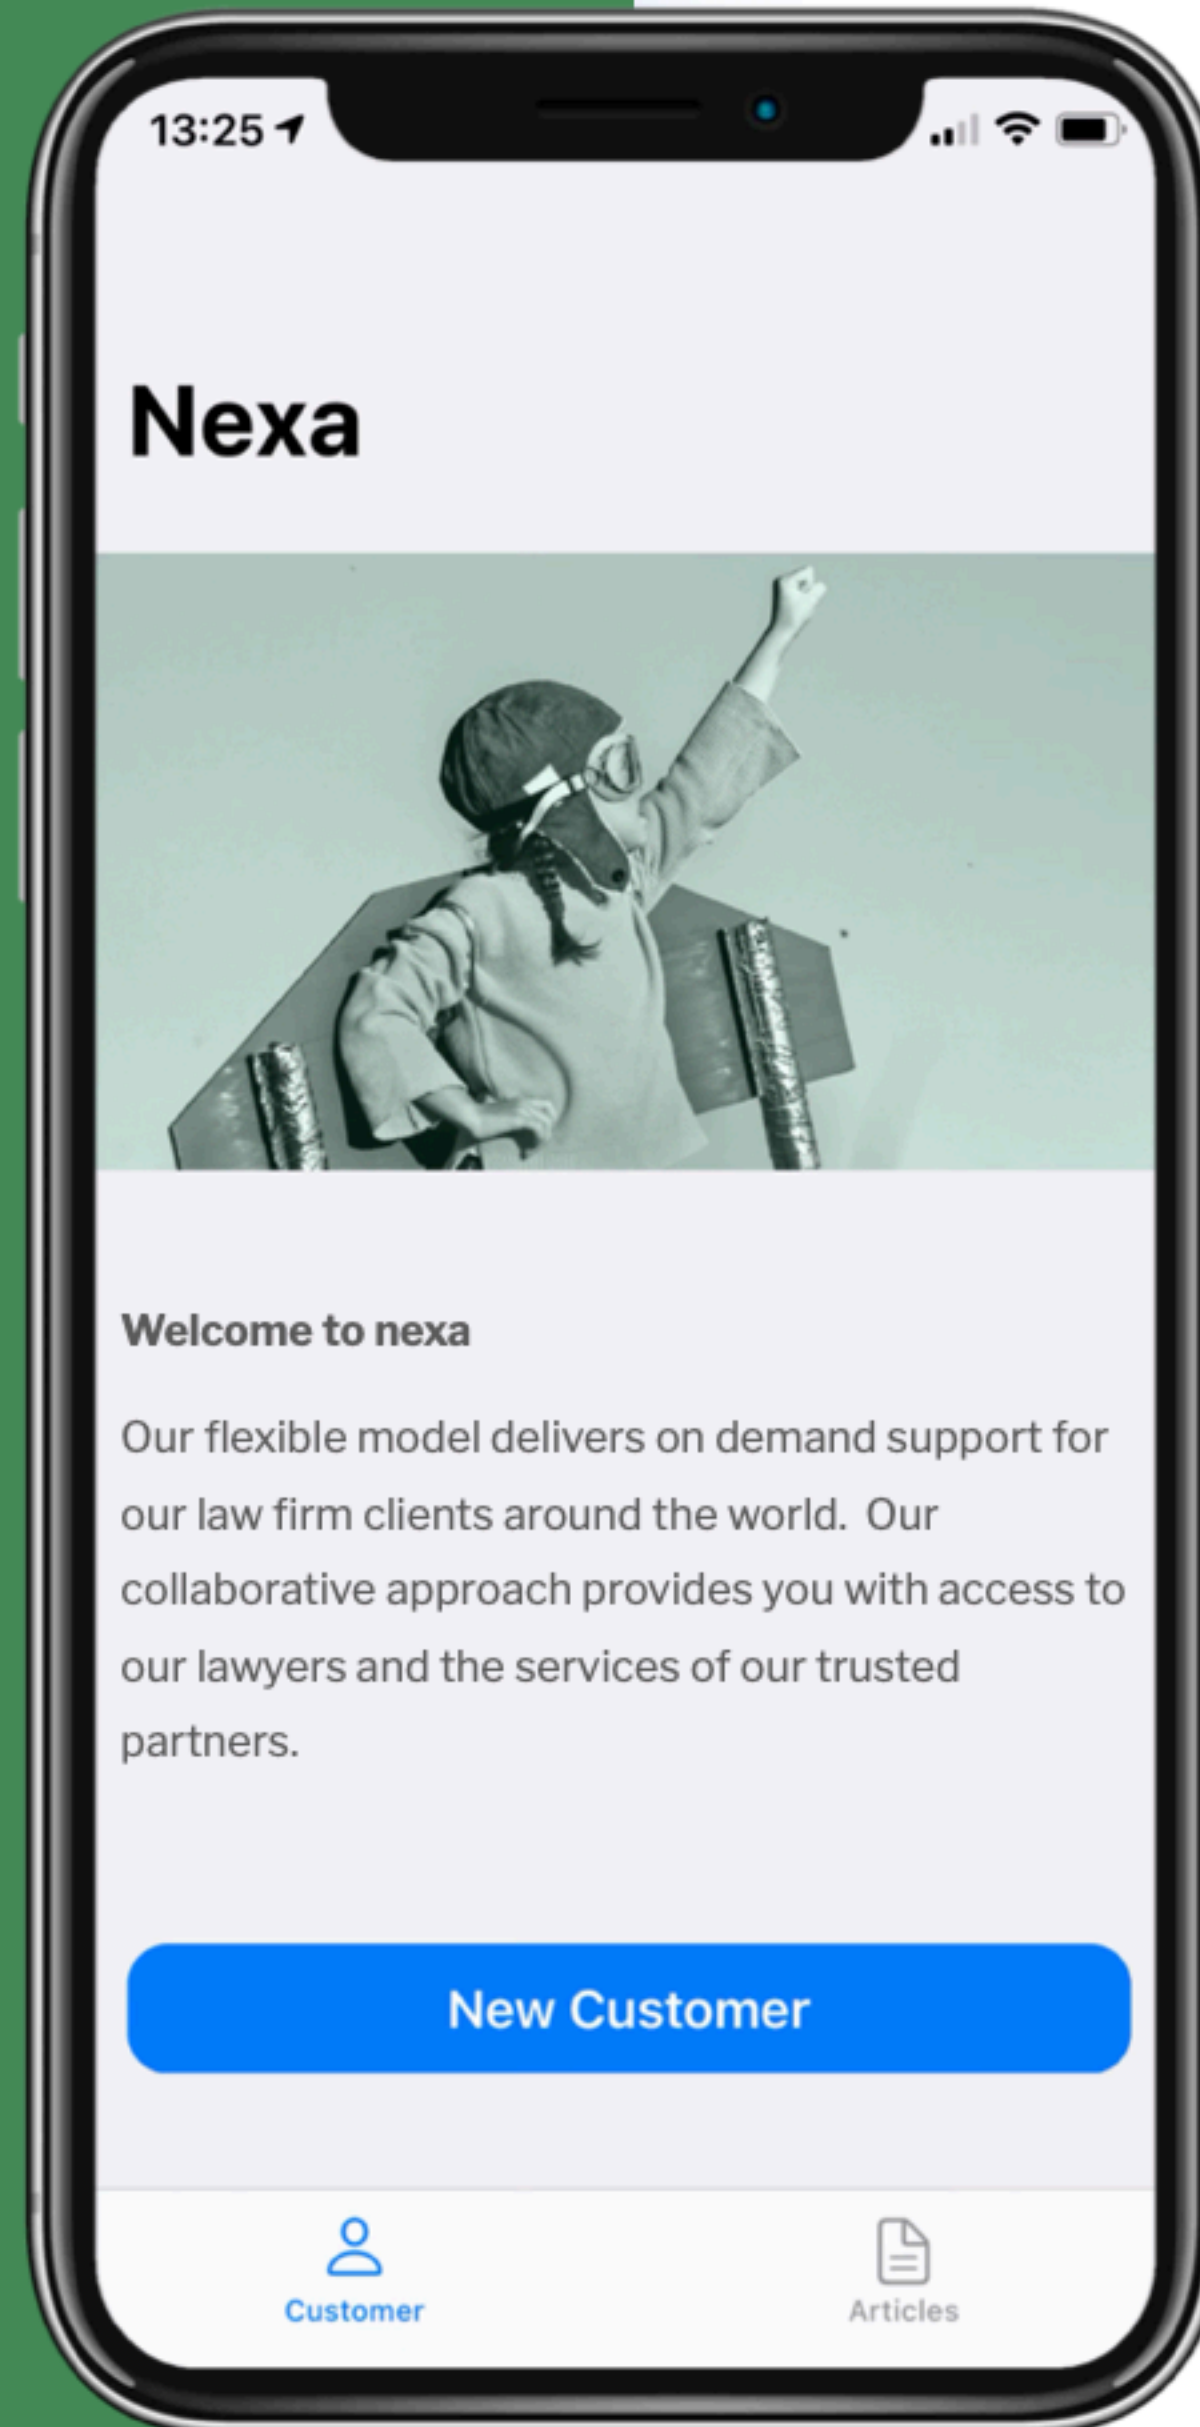 13:25
Nexa
Welcome to nexa
Our flexible model delivers on demand support for
our law firm clients around the world.  Our
collaborative approach provides you with access to
our lawyers and the services of our trusted
partners.
New Customer
Customer
Articles